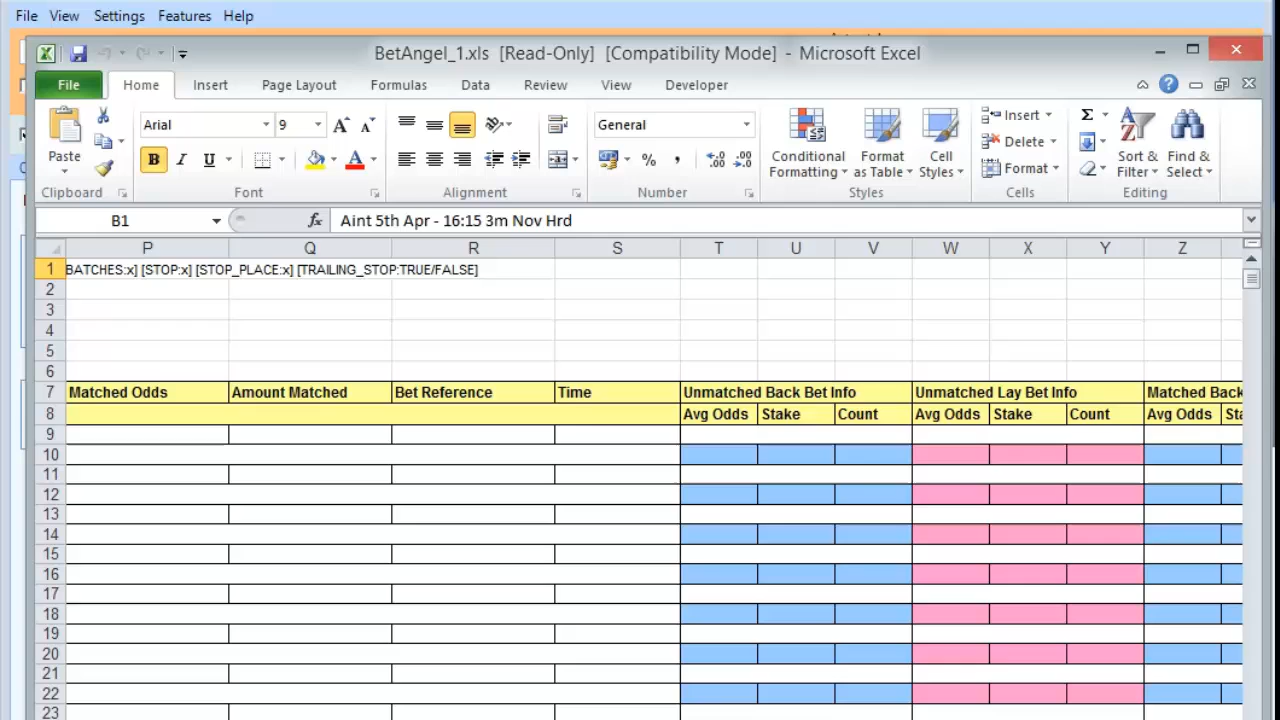 File View Settings Features Help
BetAngel_1.xls [Read-Only] [Compatibility Mode] - Microsoft Excel
File Home Insert Page Layout Formulas Data Review View Developer
Arial 9 General Insert Σ
Paste B I U A % , Delete
Conditional Formatting Format as Table Cell Styles Format Sort & Filter Find & Select
Clipboard Font Alignment Number Styles Cells Editing
B1 fx Aint 5th Apr - 16:15 3m Nov Hrd
P Q R S T U V W X Y Z
1 BATCHES:x] [STOP:x] [STOP_PLACE:x] [TRAILING_STOP:TRUE/FALSE]
2
3
4
5
6
7 Matched Odds Amount Matched Bet Reference Time Unmatched Back Bet Info Unmatched Lay Bet Info Matched Back
8 Avg Odds Stake Count Avg Odds Stake Count Avg Odds Sta
9
10
11
12
13
14
15
16
17
18
19
20
21
22
23